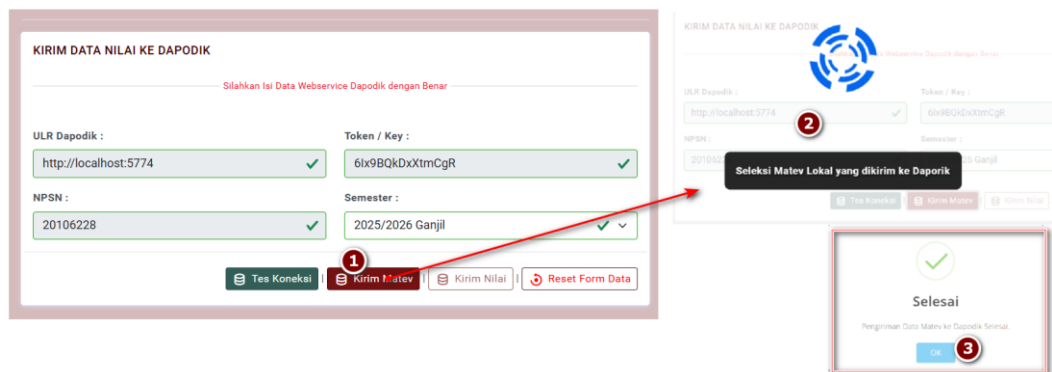 KIRIM DATA NILAI KE DAPODIK
Silahkan Isi Data Webservice Dapodik dengan Benar
ULR Dapodik :
Token / Key :
http://localhost:5774
6Ix9BQkDxXtmCgR
NPSN :
Semester :
20106228
2025/2026 Ganjil
1
Tes Koneksi | Kirim Matev | Kirim Nilai | Reset Form Data
KIRIM DATA NILAI KE DAPODIK
Webservice Dapodik dengan Benar
ULR Dapodik :
Token / Key :
http://localhost:5774
6Ix9BQkDxXtmCgR
2
NPSN :
Semester :
Ganjil
Seleksi Matev Lokal yang dikirim ke Daporik
Tes Koneksi | Kirim Matev | Kirim Nilai
Selesai
Pengiriman Data Matev ke Dapodik Selesai.
OK
3